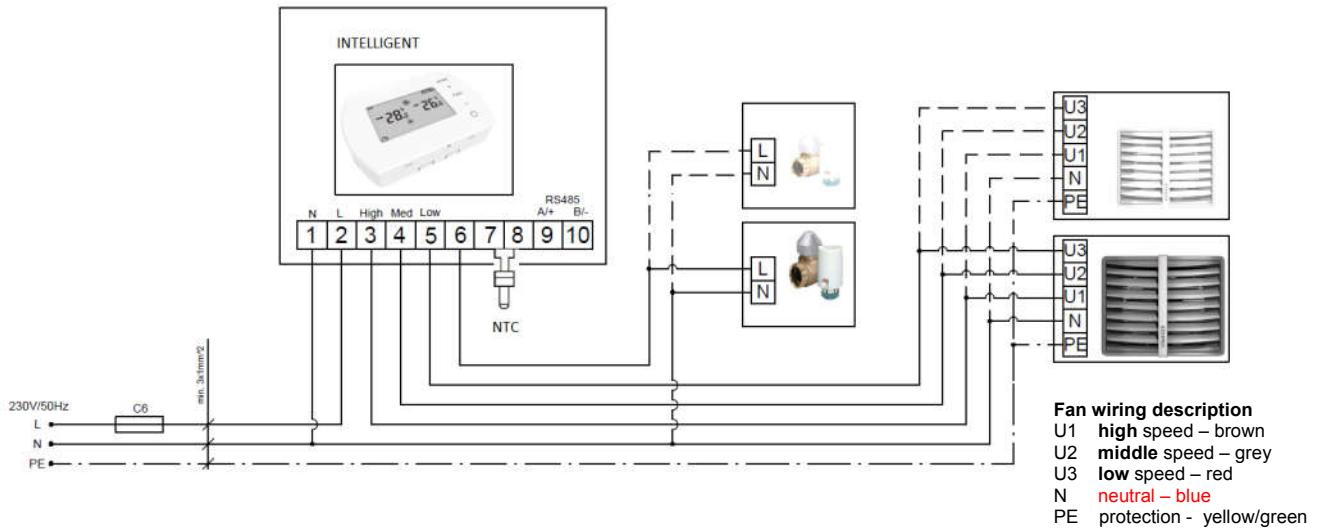 INTELLIGENT
-28.
-26.
RS485
N L High Med Low A/+ B/-
1 2 3 4 5 6 7 8 9 10
NTC
L
N
L
N
U3
U2
U1
N
PE
U3
U2
U1
N
PE
min. 3x1mm^2
230V/50Hz
C6
L
N
PE
Fan wiring description
U1 high speed – brown
U2 middle speed – grey
U3 low speed – red
N neutral – blue
PE protection - yellow/green